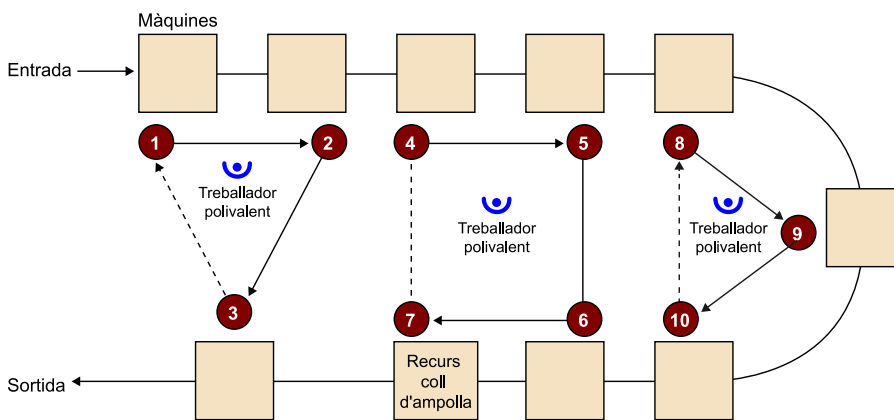 Màquines
Entrada
1
2
4
5
8
Treballador
polivalent
Treballador
polivalent
Treballador
polivalent
9
3
7
6
10
Recurs
coll
d'ampolla
Sortida